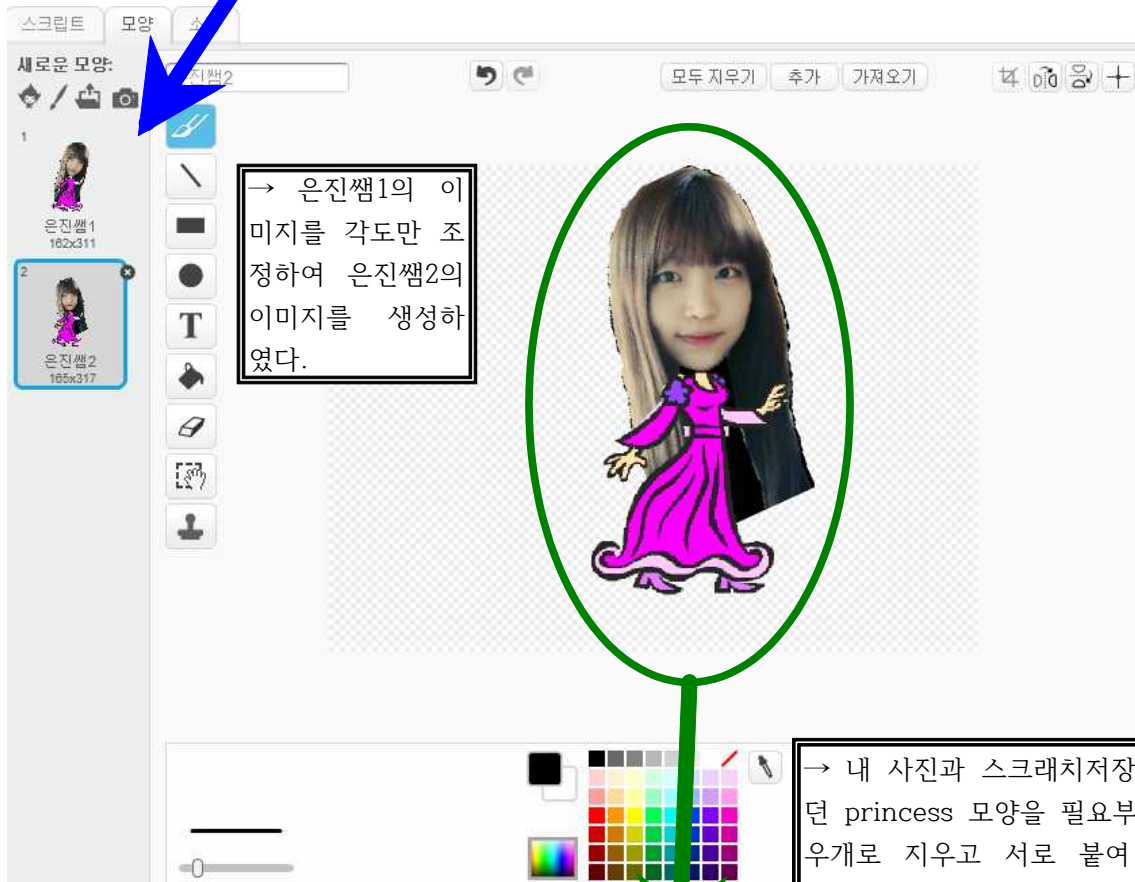 스크립트
모양
소
새로운 모양:
진쌤2
모두 지우기
추가
가져오기
1
은진쌤1
162x311
2
은진쌤2
165x317
T
→ 은진쌤1의 이
미지를 각도만 조
정하여 은진쌤2의
이미지를 생성하
였다.
→ 내 사진과 스크래치저장
던 princess 모양을 필요부
우개로 지우고 서로 붙여